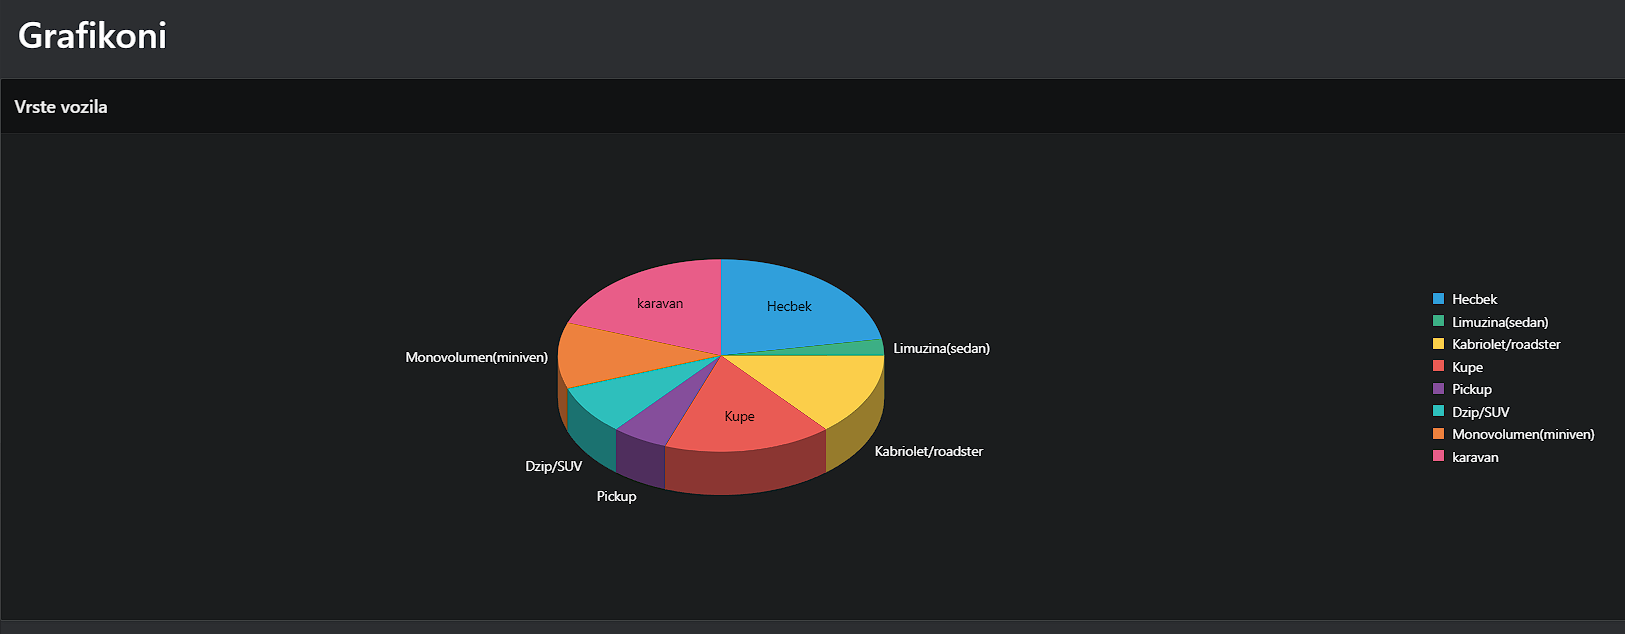 Grafikoni
Vrste vozila
karavan
Hecbek
Limuzina(sedan)
Monovolumen(miniven)
Kupe
Kabriolet/roadster
Dzip/SUV
Pickup
Hecbek
Limuzina(sedan)
Kabriolet/roadster
Kupe
Pickup
Dzip/SUV
Monovolumen(miniven)
karavan